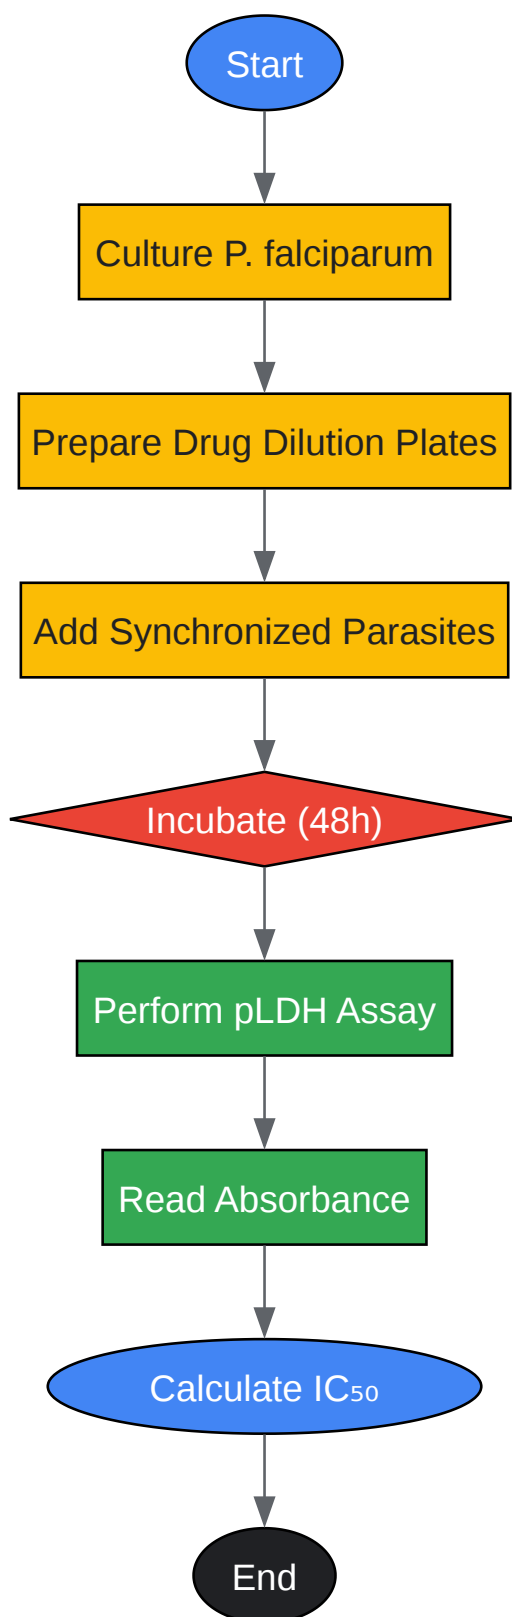 Start
Culture P. falciparum
Prepare Drug Dilution Plates
Add Synchronized Parasites
Incubate (48h)
Perform pLDH Assay
Read Absorbance
Calculate IC₅₀
End